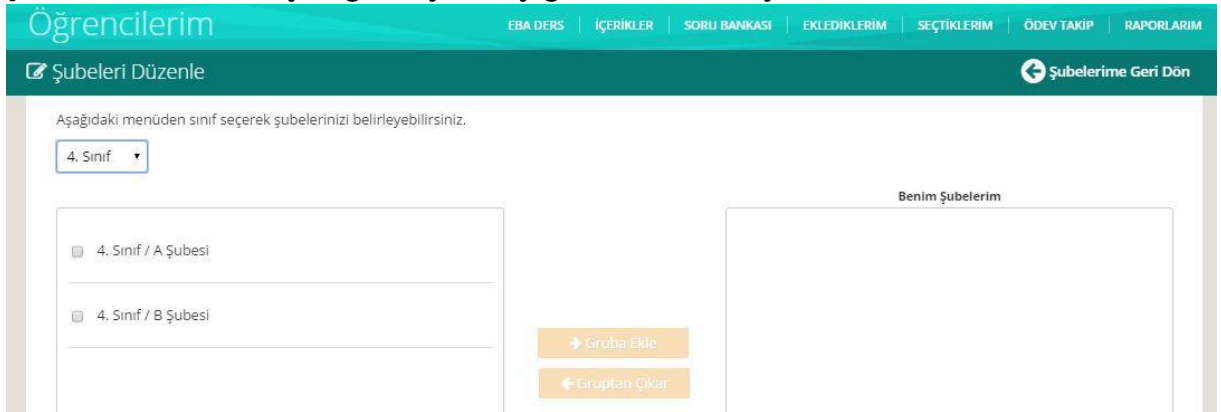 Öğrencilerim
EBA DERS | İÇERİKLER | SORU BANKASI | EKLEDİKLERİM | SEÇTİKLERİM | ÖDEV TAKİP | RAPORLARIM
Şubeleri Düzenle
Şubelerime Geri Dön
Aşağıdaki menüden sınıf seçerek şubelerinizi belirleyebilirsiniz.
4. Sınıf
Benim Şubelerim
4. Sınıf / A Şubesi
4. Sınıf / B Şubesi
Gruba Ekle
Gruptan Çıkar